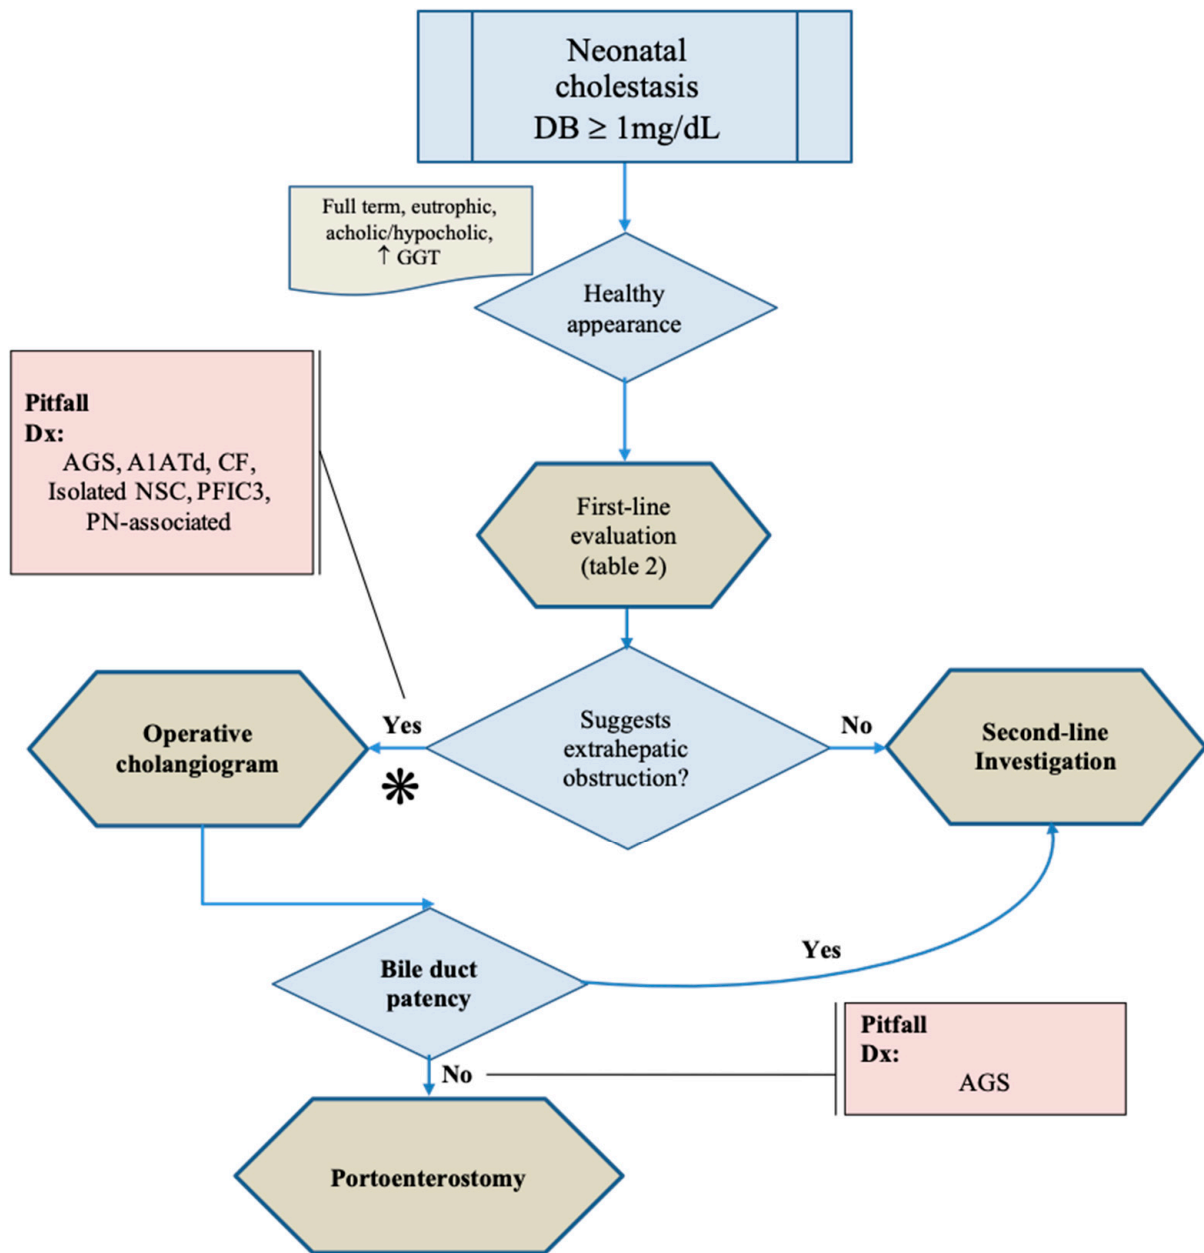 Neonatal
cholestasis
DB ≥ 1mg/dL
Full term, eutrophic,
acholic/hypocholic,
↑ GGT
Healthy
appearance
Pitfall
Dx:
AGS, A1ATd, CF,
Isolated NSC, PFIC3,
PN-associated
First-line
evaluation
(table 2)
Operative
cholangiogram
Yes
Suggests
extrahepatic
obstruction?
No
Second-line
Investigation
Bile duct
patency
Yes
No
Pitfall
Dx:
AGS
Portoenterostomy